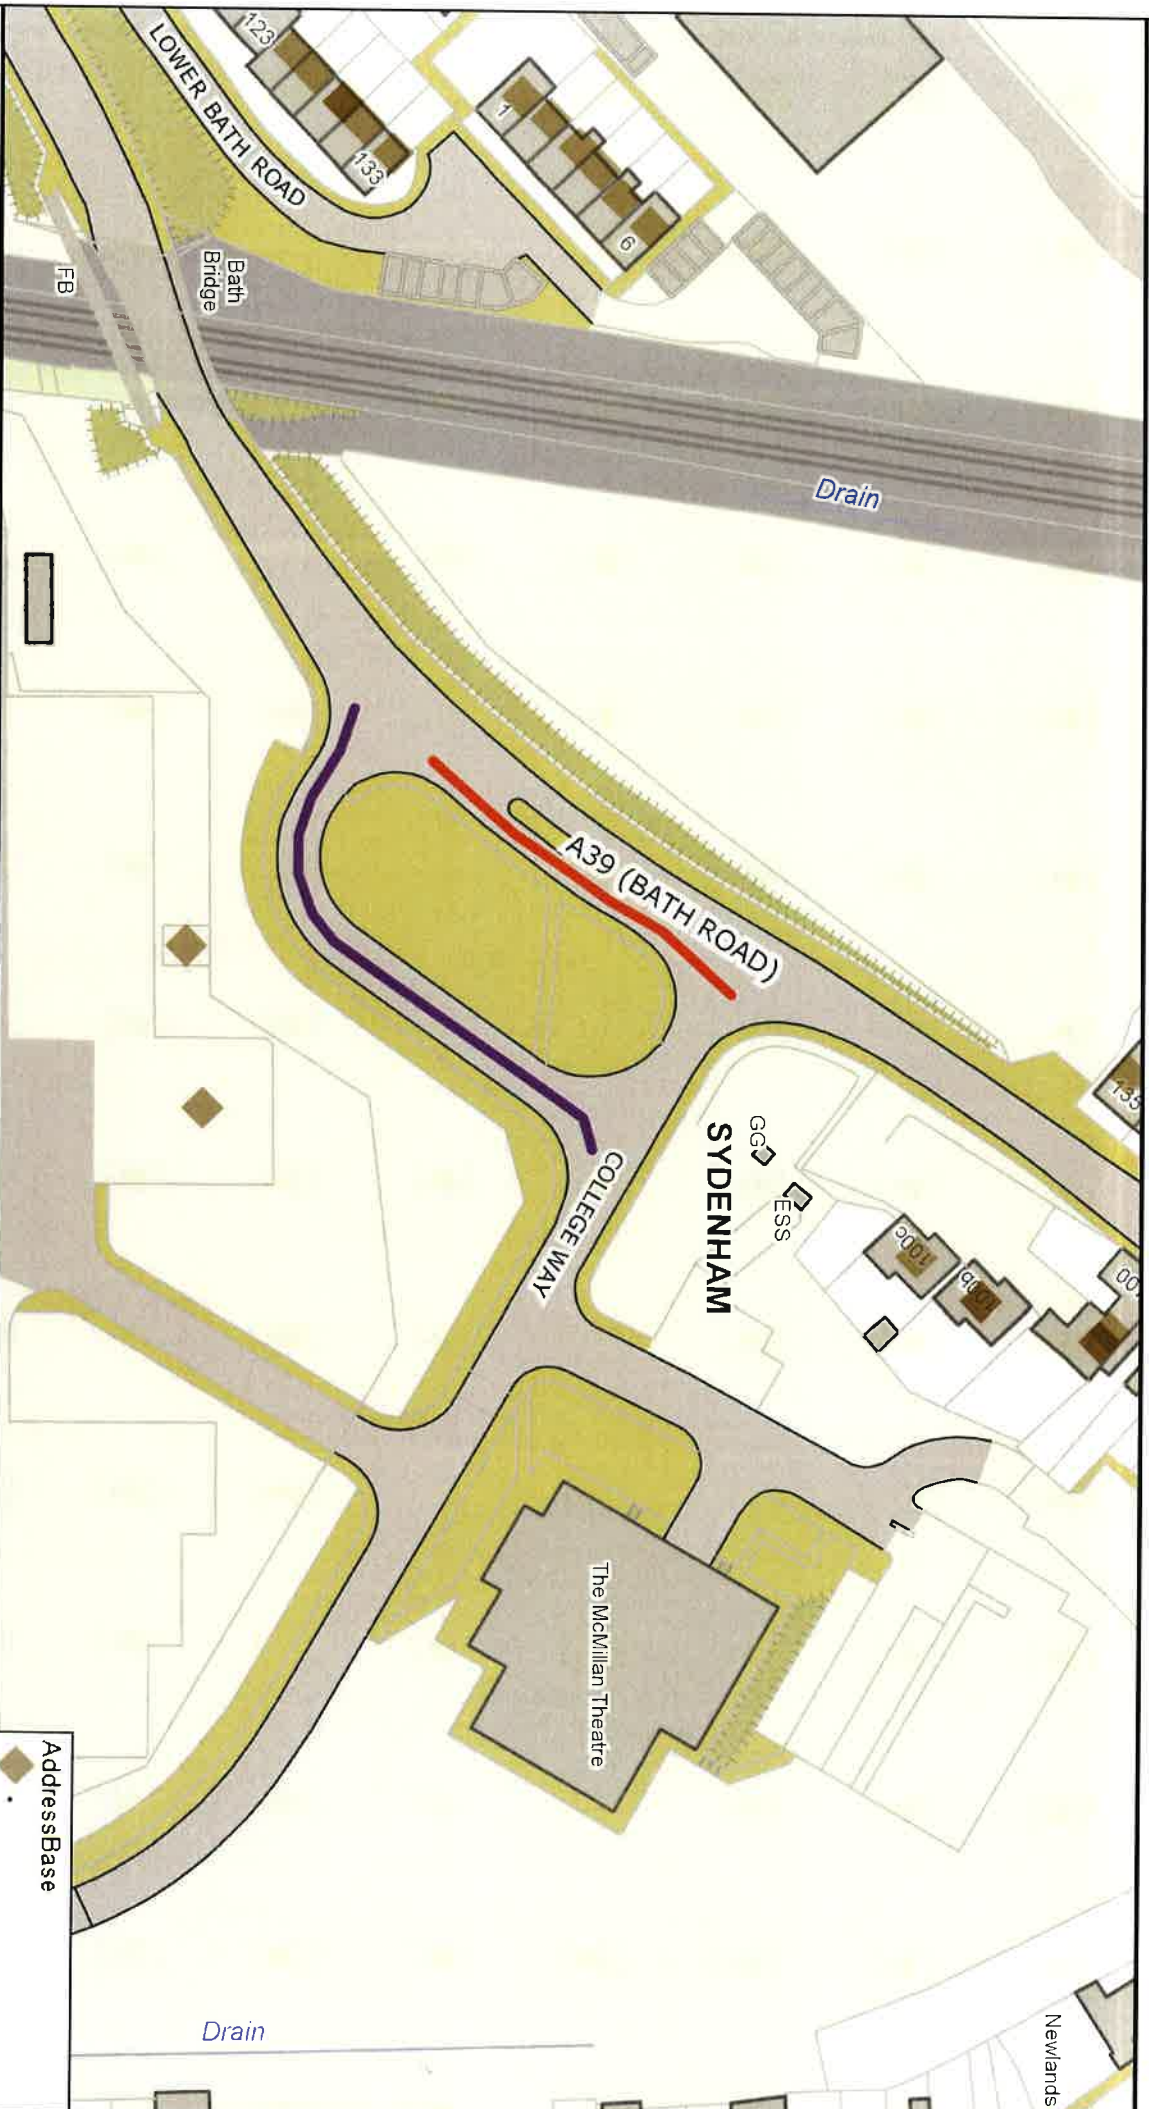 123
LOWER BATH ROAD
133
1
6
Bath
Bridge
FB
Drain
A39 (BATH ROAD)
135
GG
SYDENHAM
ESS
COLLEGE WAY
100c
100b
The McMillan Theatre
AddressBase
Drain
Newlands